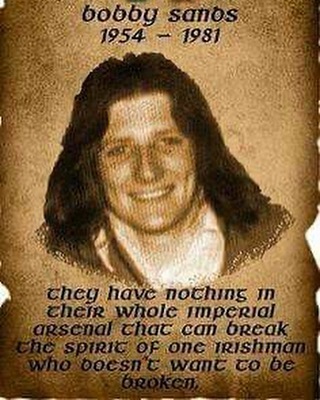 bobby sands
1954 – 1981
they have nothing in
their whole imperial
arsenal that can break
the spirit of one irishman
who doesn't want to be
broken.